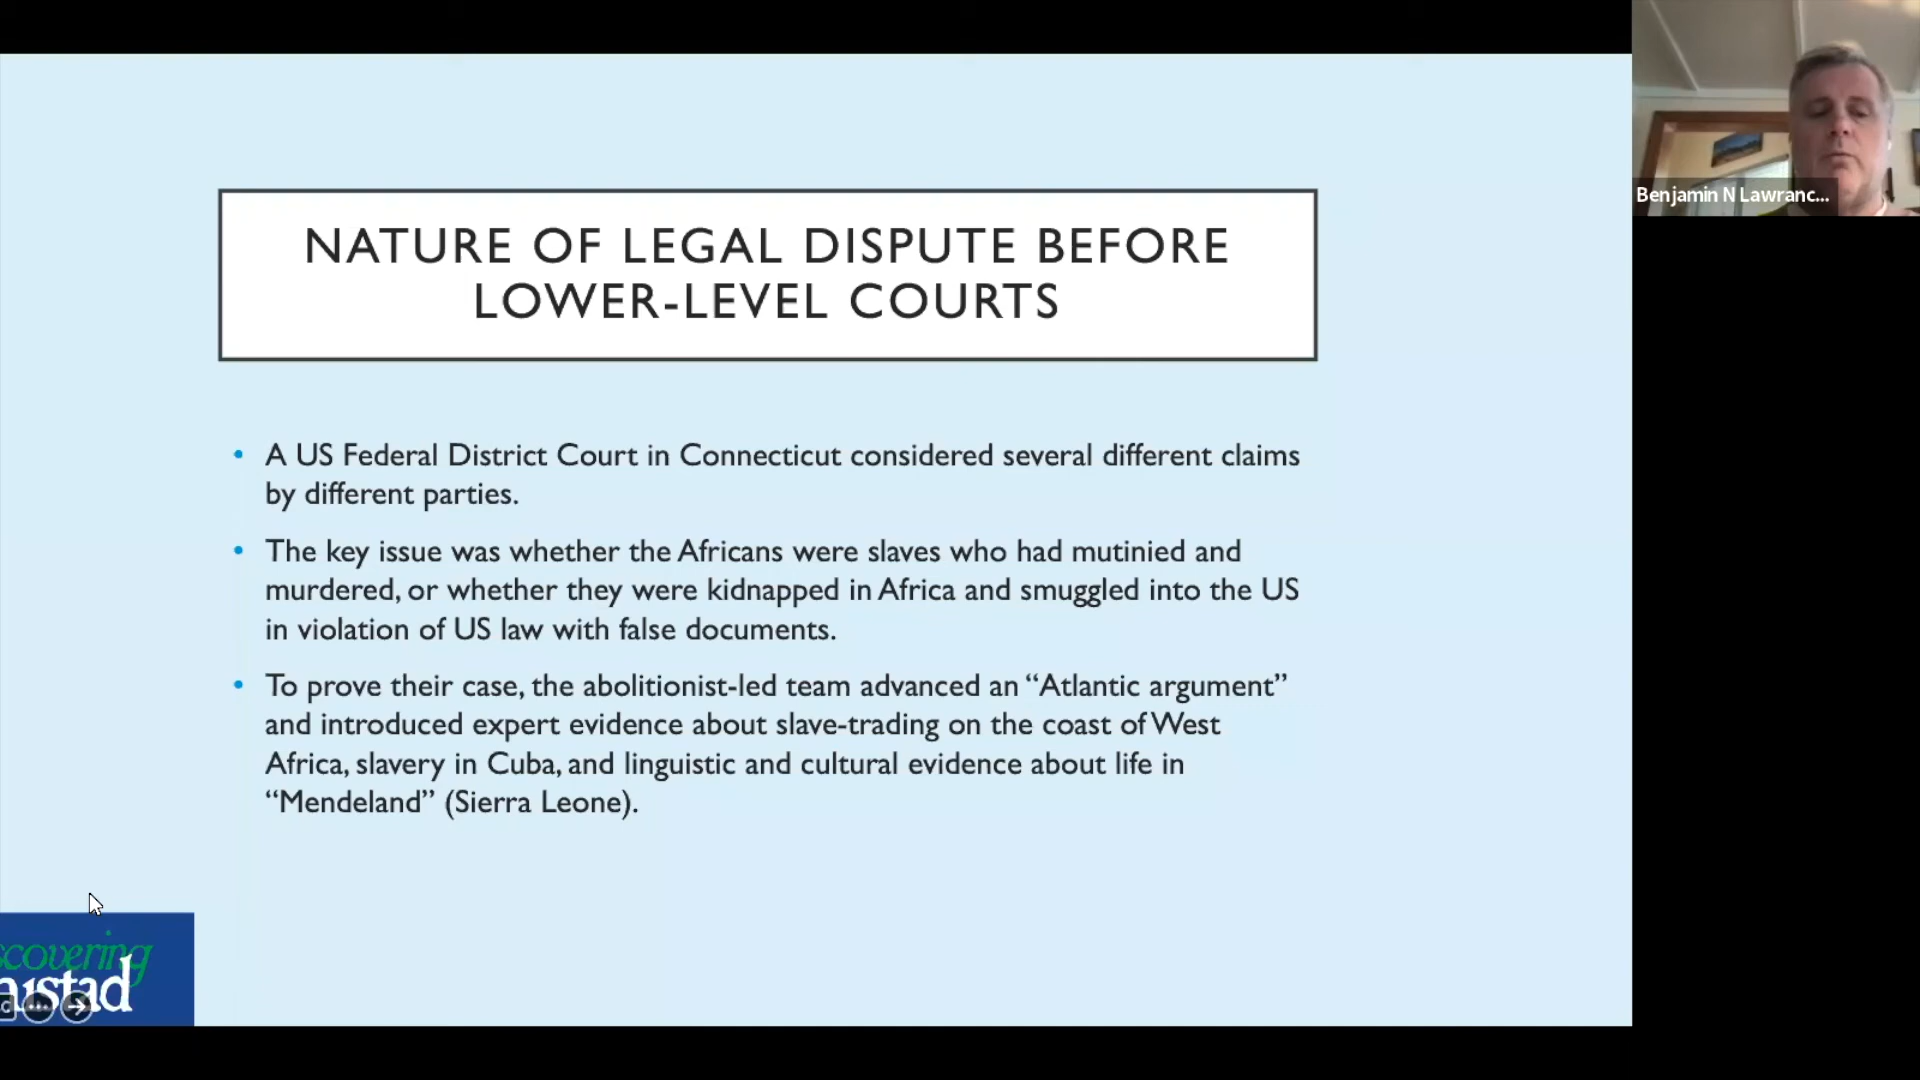 NATURE OF LEGAL DISPUTE BEFORE
LOWER-LEVEL COURTS
• A US Federal District Court in Connecticut considered several different claims
by different parties.
• The key issue was whether the Africans were slaves who had mutinied and
murdered, or whether they were kidnapped in Africa and smuggled into the US
in violation of US law with false documents.
• To prove their case, the abolitionist-led team advanced an “Atlantic argument”
and introduced expert evidence about slave-trading on the coast of West
Africa, slavery in Cuba, and linguistic and cultural evidence about life in
“Mendeland” (Sierra Leone).
Benjamin N Lawranc...
scovering
mistad